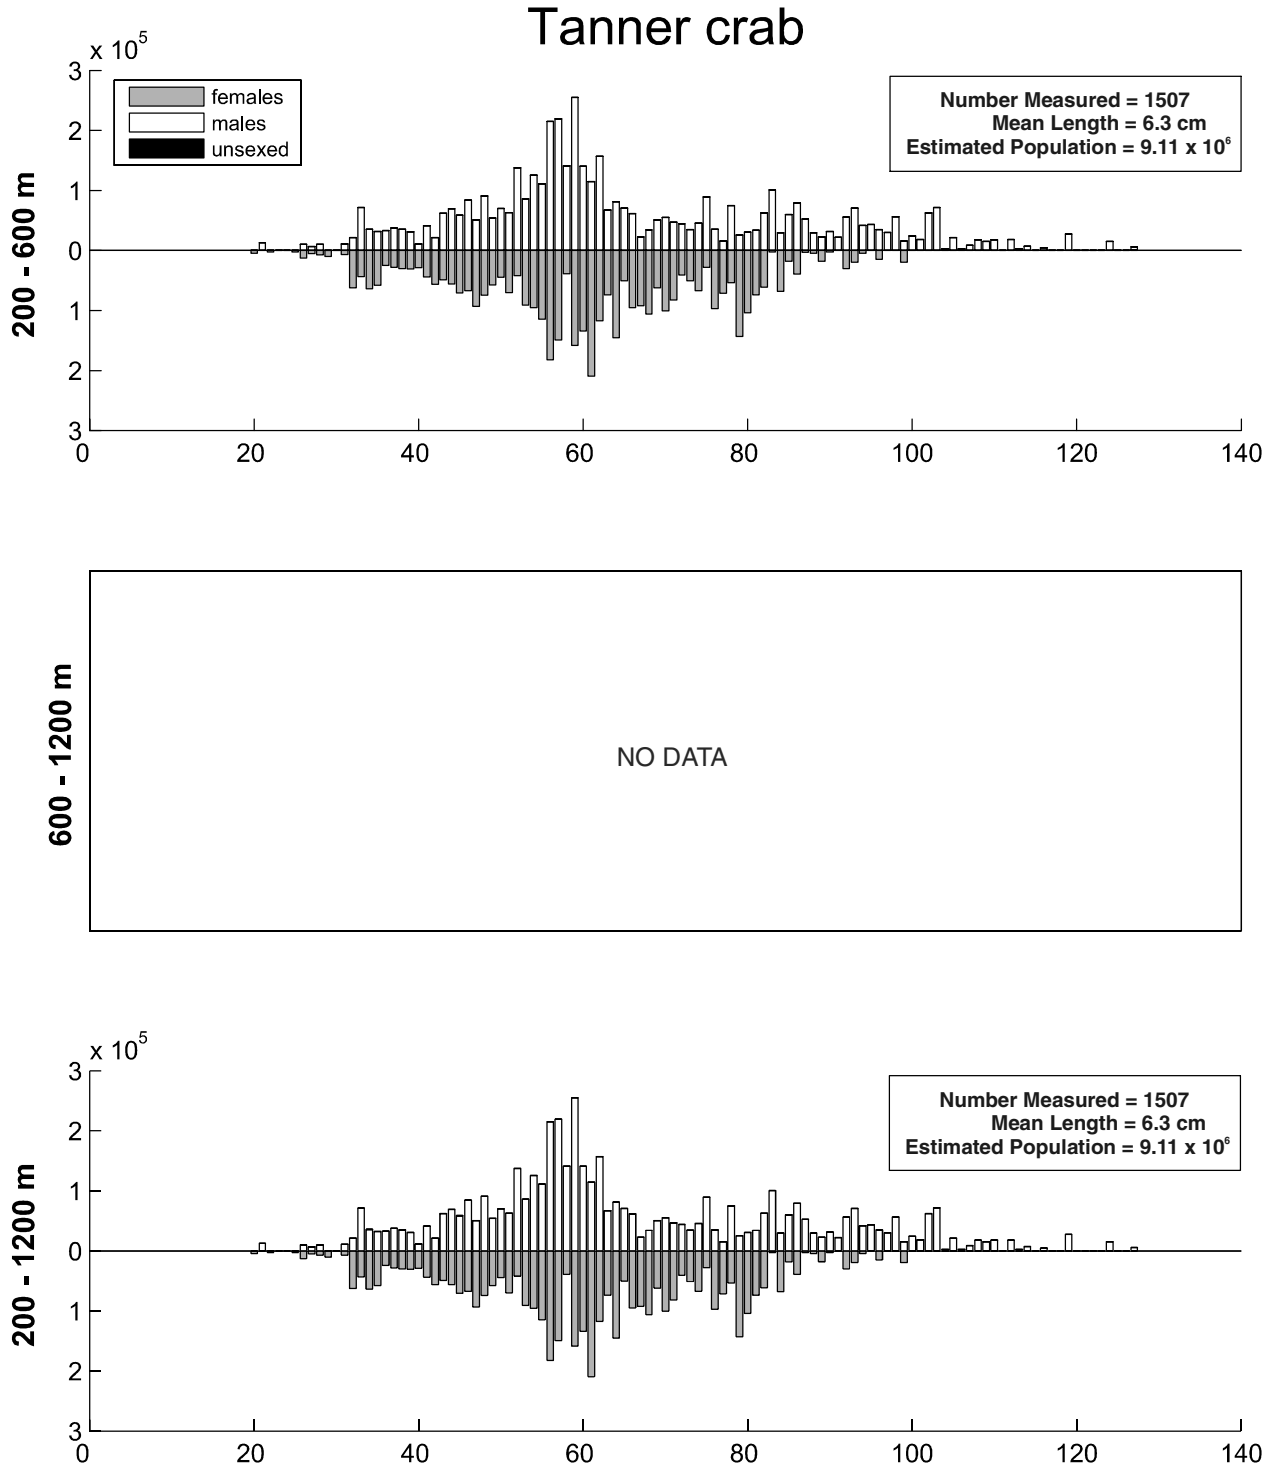 Tanner crab
x 10^5
3
2
1
0
1
2
3
females
males
unsexed
Number Measured = 1507
Mean Length = 6.3 cm
Estimated Population = 9.11 x 10^6
200 - 600 m
0 20 40 60 80 100 120 140
600 - 1200 m
NO DATA
x 10^5
3
2
1
0
1
2
3
Number Measured = 1507
Mean Length = 6.3 cm
Estimated Population = 9.11 x 10^6
200 - 1200 m
0 20 40 60 80 100 120 140